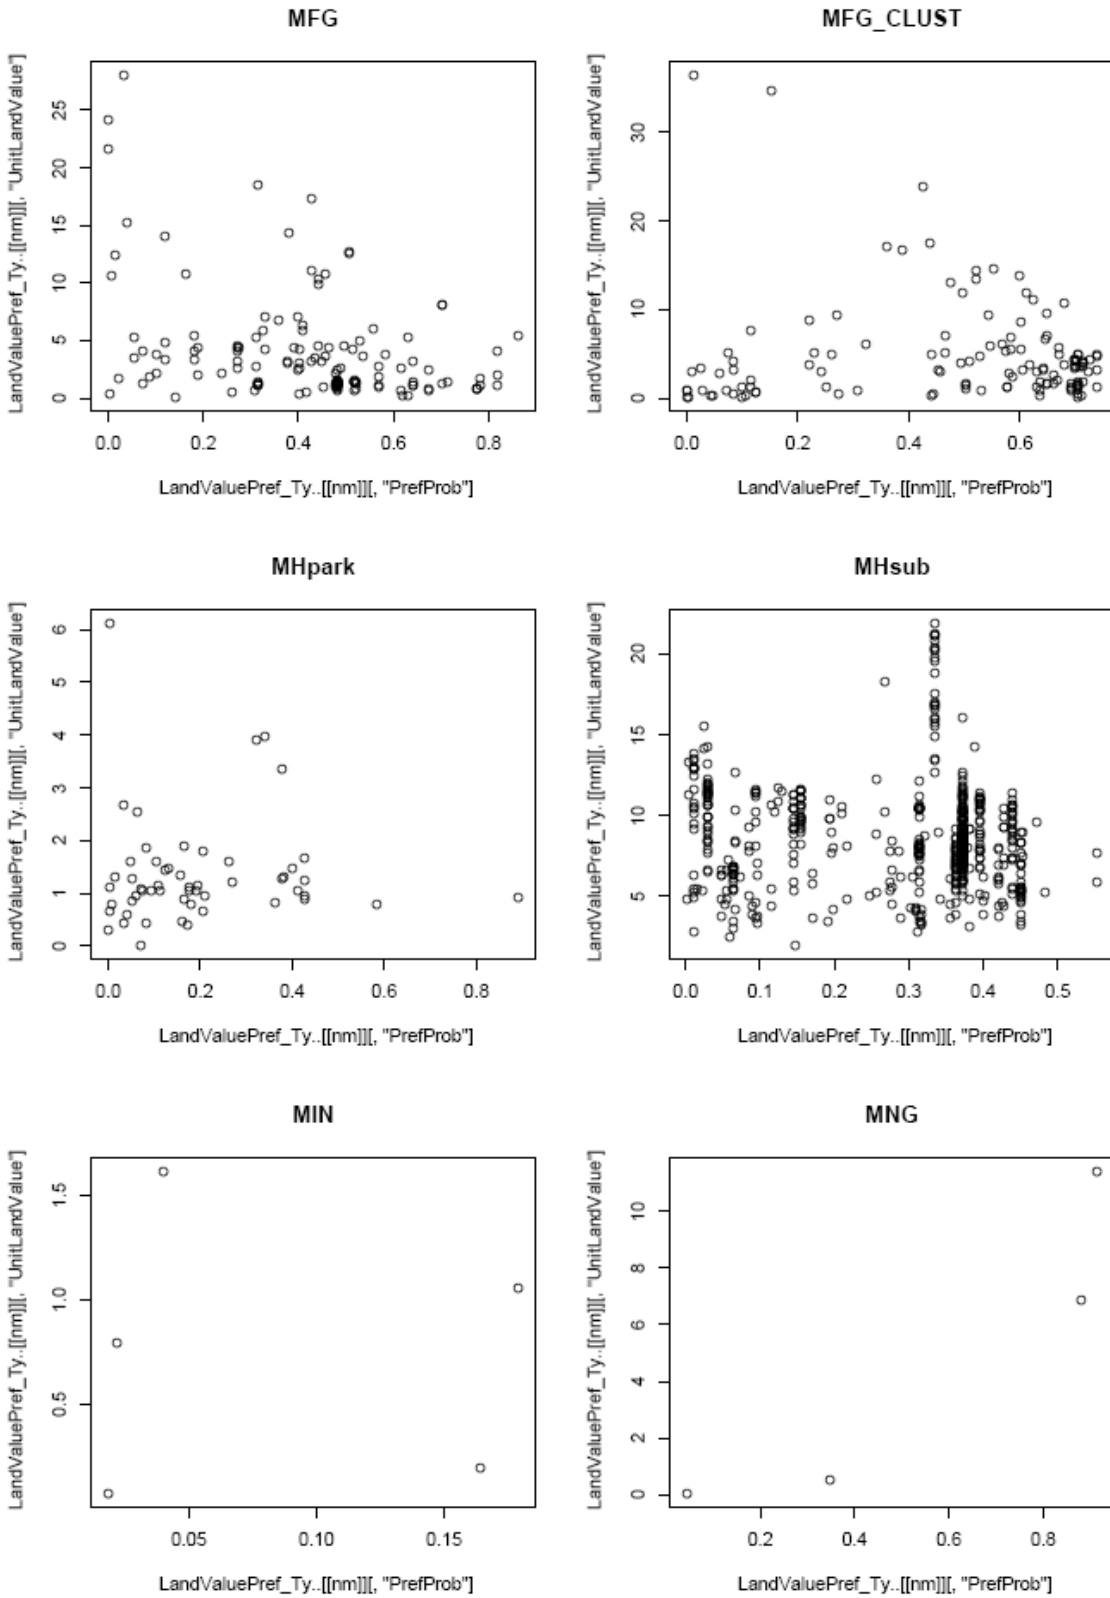 MFG
MFG_CLUST
LandValuePref_Ty..[[nm]][, "UnitLandValue"]
0 5 10 15 20 25
0.0 0.2 0.4 0.6 0.8
LandValuePref_Ty..[[nm]][, "PrefProb"]
LandValuePref_Ty..[[nm]][, "UnitLandValue"]
0 10 20 30
0.0 0.2 0.4 0.6
LandValuePref_Ty..[[nm]][, "PrefProb"]
MHpark
MHsub
LandValuePref_Ty..[[nm]][, "UnitLandValue"]
0 1 2 3 4 5 6
0.0 0.2 0.4 0.6 0.8
LandValuePref_Ty..[[nm]][, "PrefProb"]
LandValuePref_Ty..[[nm]][, "UnitLandValue"]
5 10 15 20
0.0 0.1 0.2 0.3 0.4 0.5
LandValuePref_Ty..[[nm]][, "PrefProb"]
MIN
MNG
LandValuePref_Ty..[[nm]][, "UnitLandValue"]
0.5 1.0 1.5
0.05 0.10 0.15
LandValuePref_Ty..[[nm]][, "PrefProb"]
LandValuePref_Ty..[[nm]][, "UnitLandValue"]
0 2 4 6 8 10
0.2 0.4 0.6 0.8
LandValuePref_Ty..[[nm]][, "PrefProb"]